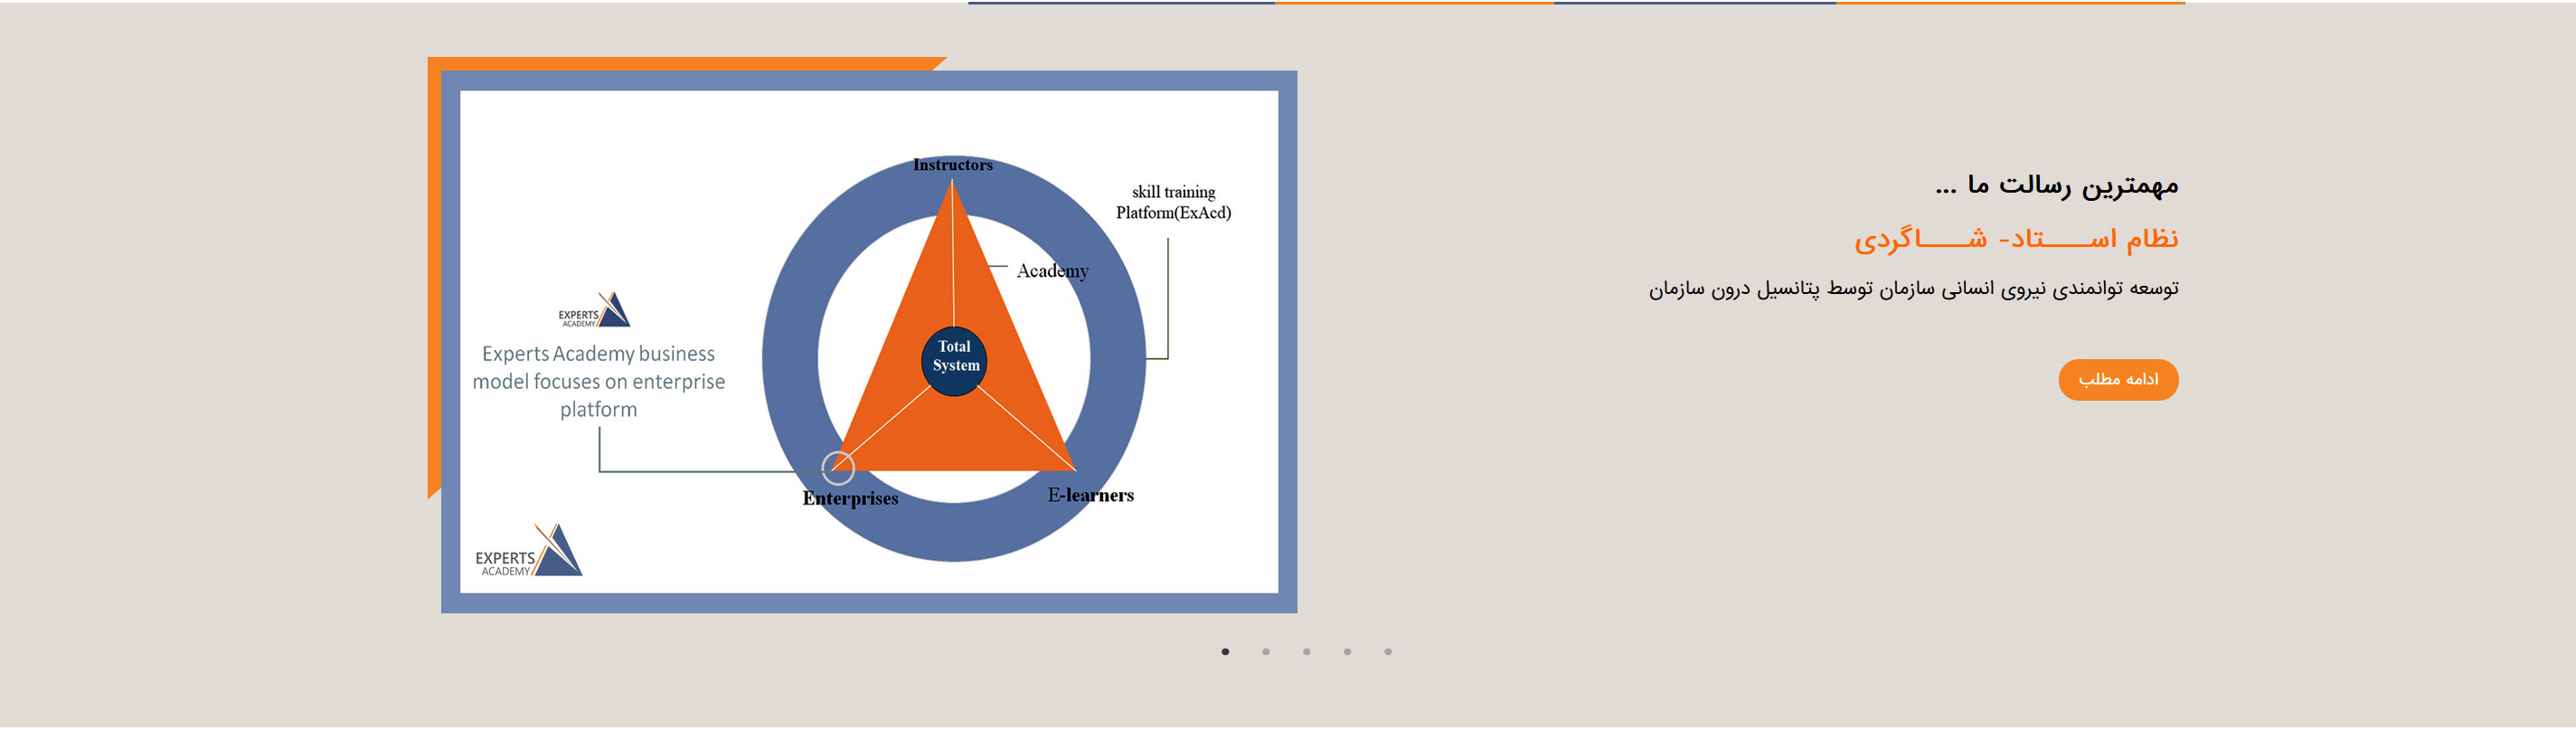 مهمترین رسالت ما ...
نظام اســـــتاد- شـــــاگردی
توسعه توانمندی نیروی انسانی سازمان توسط پتانسیل درون سازمان
ادامه مطلب
Instructors
skill training
Platform(ExAcd)
Academy
Total
System
EXPERTS
ACADEMY
Experts Academy business
model focuses on enterprise
platform
Enterprises
E-learners
EXPERTS
ACADEMY